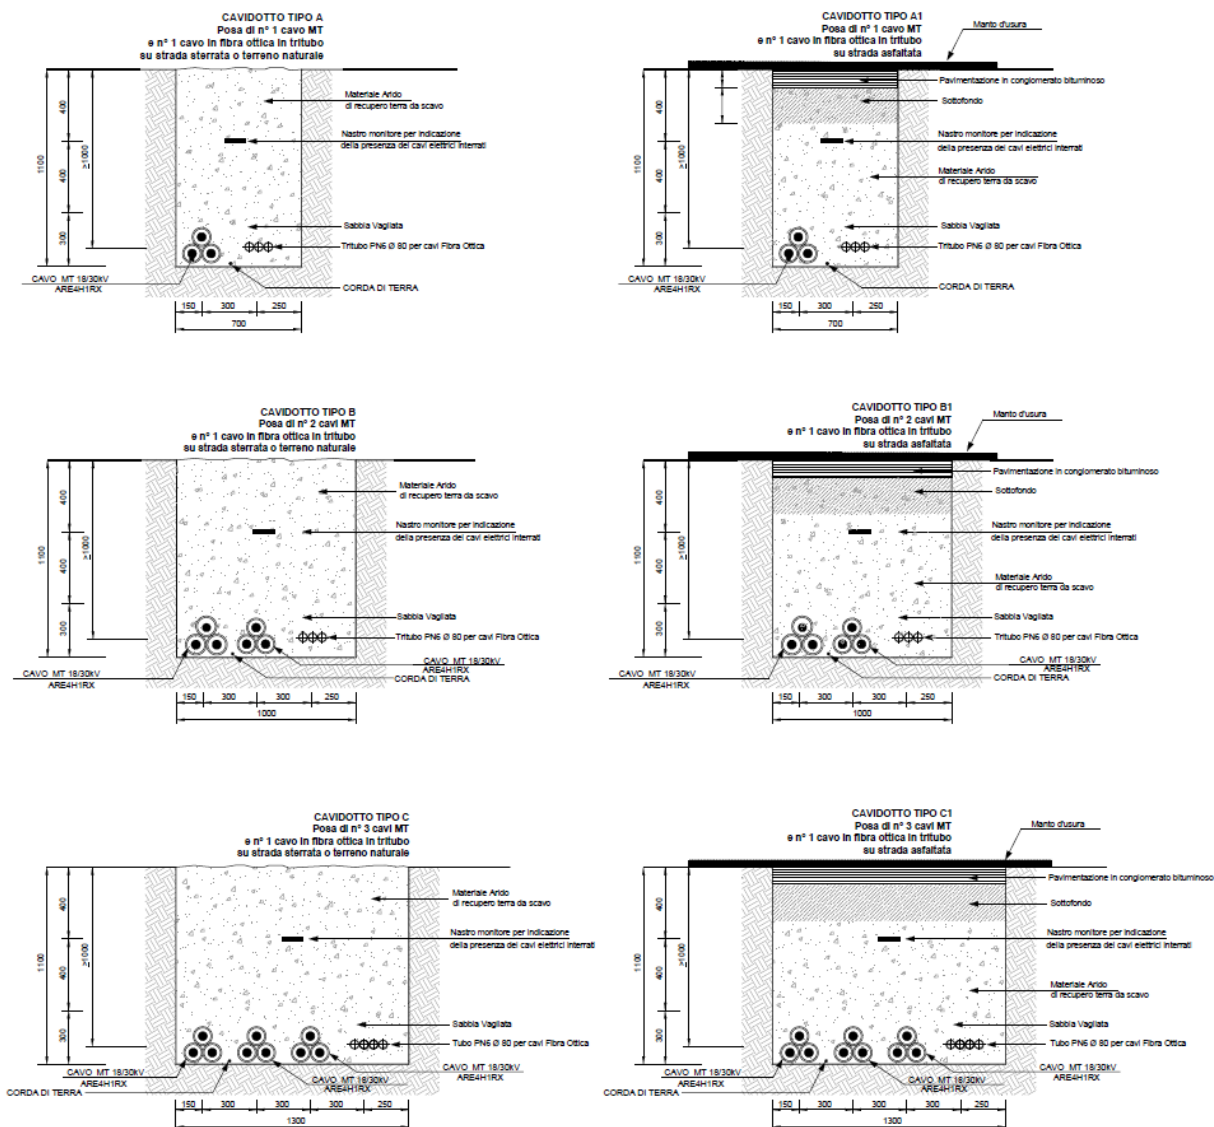 CAVIDOTTO TIPO A
Posa di n° 1 cavo MT
e n° 1 cavo in fibra ottica in tritubo
su strada sterrata o terreno naturale
Materiale Arido
di recupero terra da scavo
Nastro monitore per indicazione
della presenza dei cavi elettrici interrati
Sabbia Vagliata
Tritubo PN6 Ø 80 per cavi Fibra Ottica
CORDA DI TERRA
CAVO MT 18/30kV
ARE4H1RX
1100
400
400
300
≥1000
150
300
250
700
CAVIDOTTO TIPO A1
Posa di n° 1 cavo MT
e n° 1 cavo in fibra ottica in tritubo
su strada asfaltata
Manto d'usura
Pavimentazione in conglomerato bituminoso
Sottofondo
Nastro monitore per indicazione
della presenza dei cavi elettrici interrati
Materiale Arido
di recupero terra da scavo
Sabbia Vagliata
Tritubo PN6 Ø 80 per cavi Fibra Ottica
CORDA DI TERRA
CAVO MT 18/30kV
ARE4H1RX
1100
400
400
300
≥1000
150
300
250
700
CAVIDOTTO TIPO B
Posa di n° 2 cavi MT
e n° 1 cavo in fibra ottica in tritubo
su strada sterrata o terreno naturale
Materiale Arido
di recupero terra da scavo
Nastro monitore per indicazione
della presenza dei cavi elettrici interrati
Sabbia Vagliata
Tritubo PN6 Ø 80 per cavi Fibra Ottica
CAVO MT 18/30kV
ARE4H1RX
CORDA DI TERRA
CAVO MT 18/30kV
ARE4H1RX
1100
400
400
300
≥1000
150
300
300
250
1000
CAVIDOTTO TIPO B1
Posa di n° 2 cavi MT
e n° 1 cavo in fibra ottica in tritubo
su strada asfaltata
Manto d'usura
Pavimentazione in conglomerato bituminoso
Sottofondo
Nastro monitore per indicazione
della presenza dei cavi elettrici interrati
Materiale Arido
di recupero terra da scavo
Sabbia Vagliata
Tritubo PN6 Ø 80 per cavi Fibra Ottica
CAVO MT 18/30kV
ARE4H1RX
CORDA DI TERRA
CAVO MT 18/30kV
ARE4H1RX
1100
400
400
300
≥1000
150
300
300
250
1000
CAVIDOTTO TIPO C
Posa di n° 3 cavi MT
e n° 1 cavo in fibra ottica in tritubo
su strada sterrata o terreno naturale
Materiale Arido
di recupero terra da scavo
Nastro monitore per indicazione
della presenza dei cavi elettrici interrati
Sabbia Vagliata
Tubo PN6 Ø 80 per cavi Fibra Ottica
CAVO MT 18/30kV
ARE4H1RX
CAVO MT 18/30kV
ARE4H1RX
CAVO MT 18/30kV
ARE4H1RX
CORDA DI TERRA
1100
400
400
300
≥1000
150
300
300
300
250
1300
CAVIDOTTO TIPO C1
Posa di n° 3 cavi MT
e n° 1 cavo in fibra ottica in tritubo
su strada asfaltata
Manto d'usura
Pavimentazione in conglomerato bituminoso
Sottofondo
Nastro monitore per indicazione
della presenza dei cavi elettrici interrati
Materiale Arido
di recupero terra da scavo
Sabbia Vagliata
Tubo PN6 Ø 80 per cavi Fibra Ottica
CAVO MT 18/30kV
ARE4H1RX
CAVO MT 18/30kV
ARE4H1RX
CAVO MT 18/30kV
ARE4H1RX
CORDA DI TERRA
1100
400
400
300
≥1000
150
300
300
300
250
1300